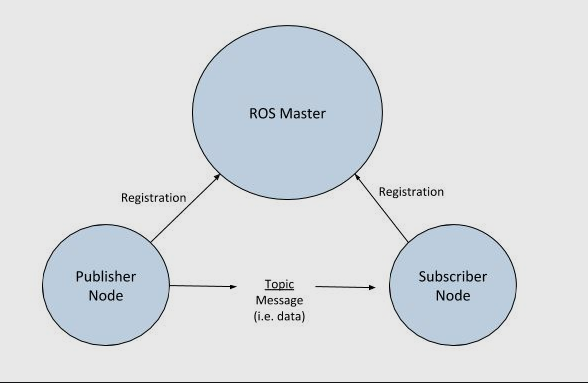 ROS Master
Registration
Registration
Publisher
Node
Topic
Message
(i.e. data)
Subscriber
Node